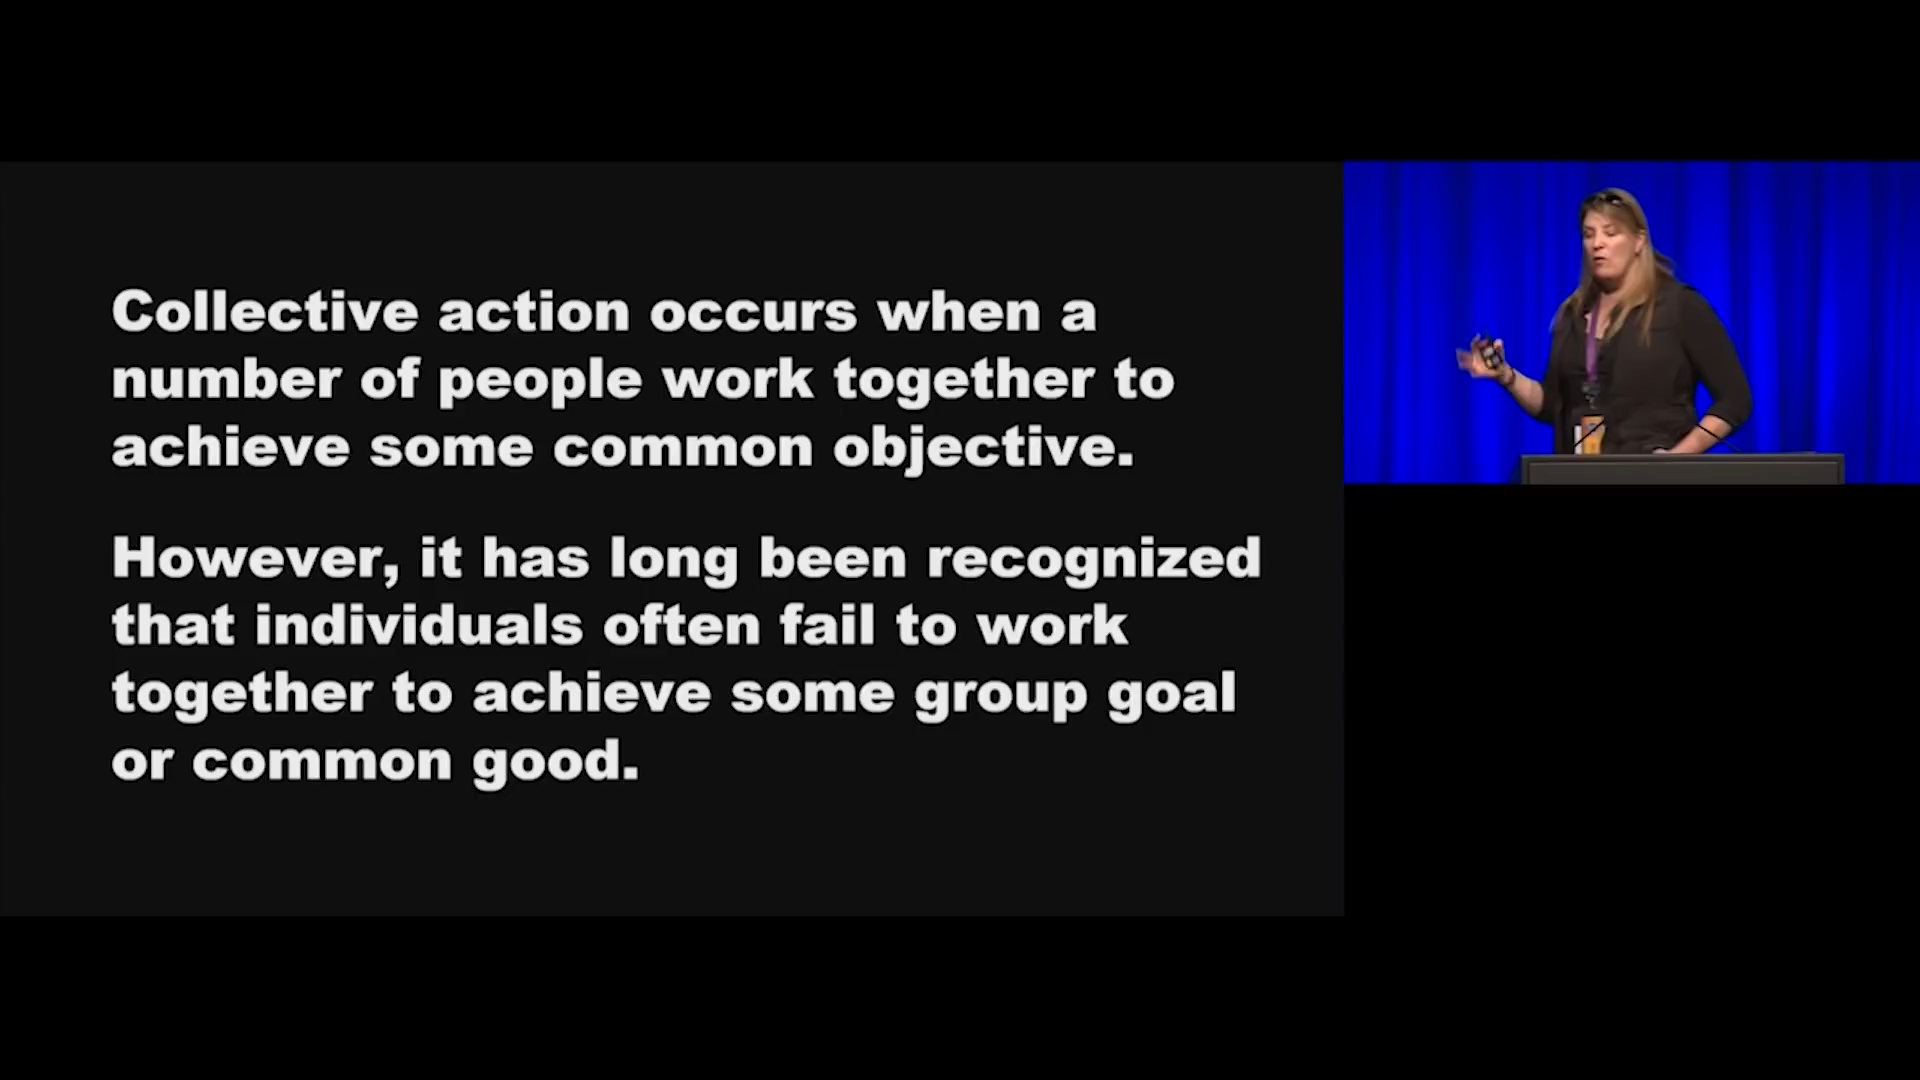 Collective action occurs when a
number of people work together to
achieve some common objective.
However, it has long been recognized
that individuals often fail to work
together to achieve some group goal
or common good.